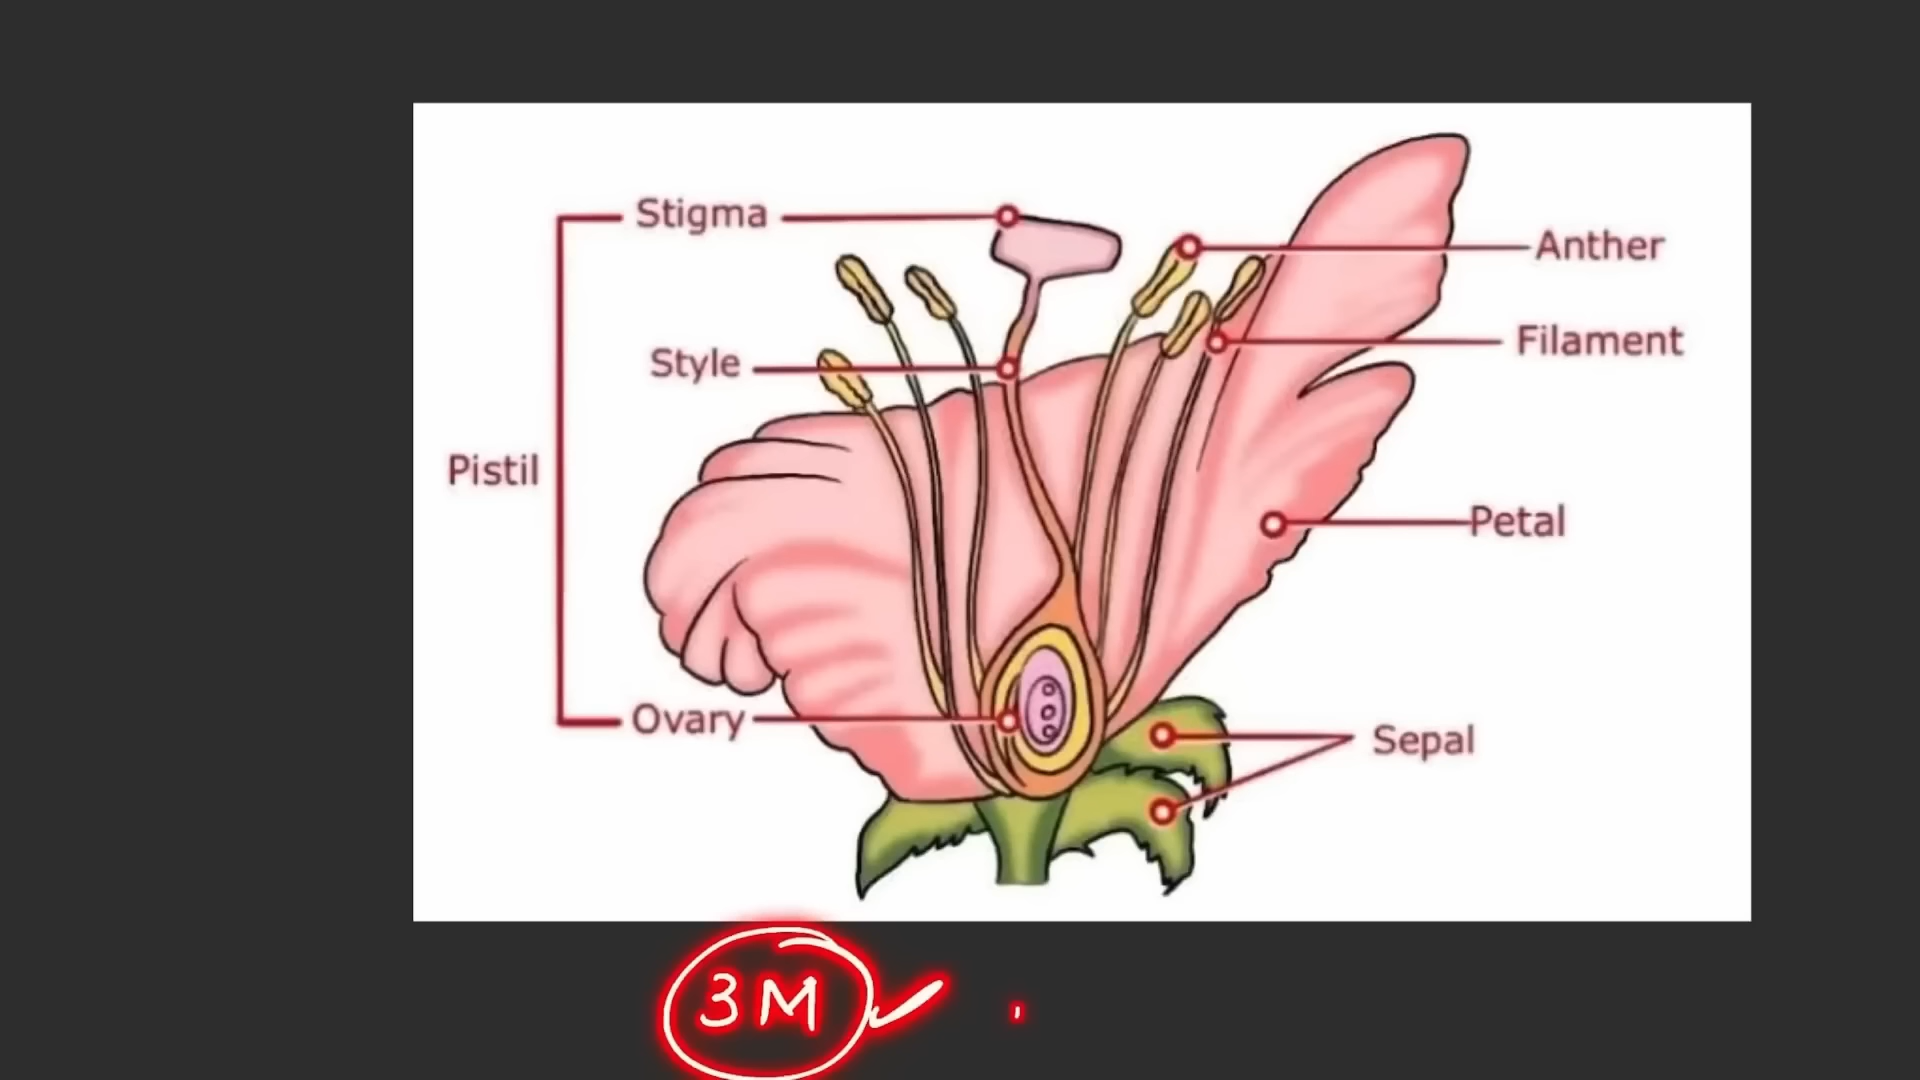 Stigma
Anther
Filament
Style
Pistil
Petal
Ovary
Sepal
3M